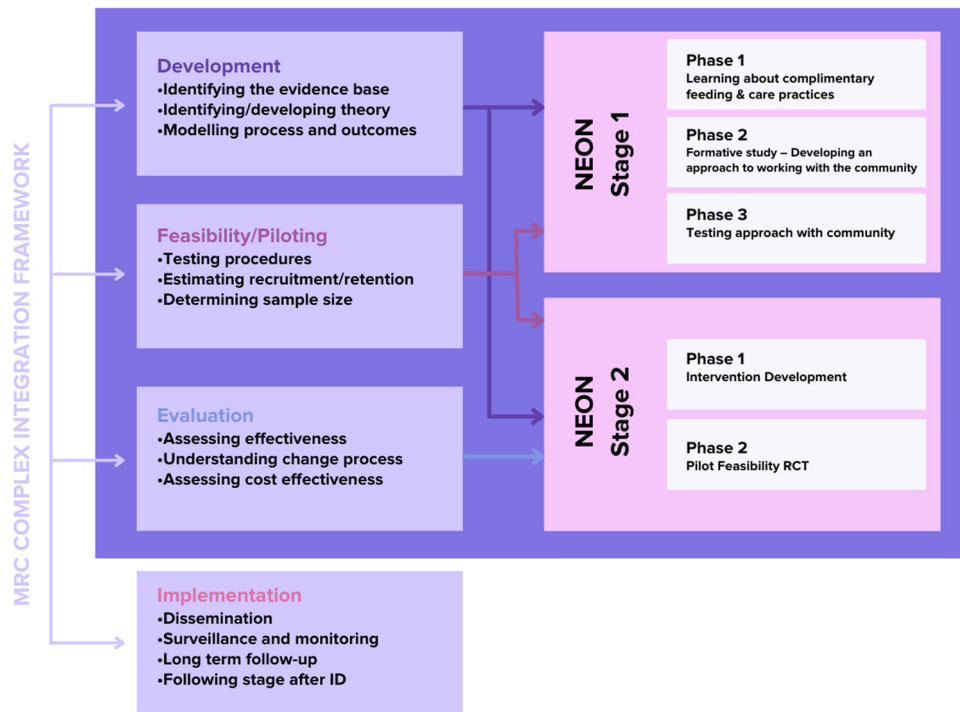 MRC COMPLEX INTEGRATION FRAMEWORK
Development
•Identifying the evidence base
•Identifying/developing theory
•Modelling process and outcomes
Feasibility/Piloting
•Testing procedures
•Estimating recruitment/retention
•Determining sample size
Evaluation
•Assessing effectiveness
•Understanding change process
•Assessing cost effectiveness
Implementation
•Dissemination
•Surveillance and monitoring
•Long term follow-up
•Following stage after ID
NEON
Stage 1
Phase 1
Learning about complimentary
feeding & care practices
Phase 2
Formative study – Developing an
approach to working with the community
Phase 3
Testing approach with community
NEON
Stage 2
Phase 1
Intervention Development
Phase 2
Pilot Feasibility RCT